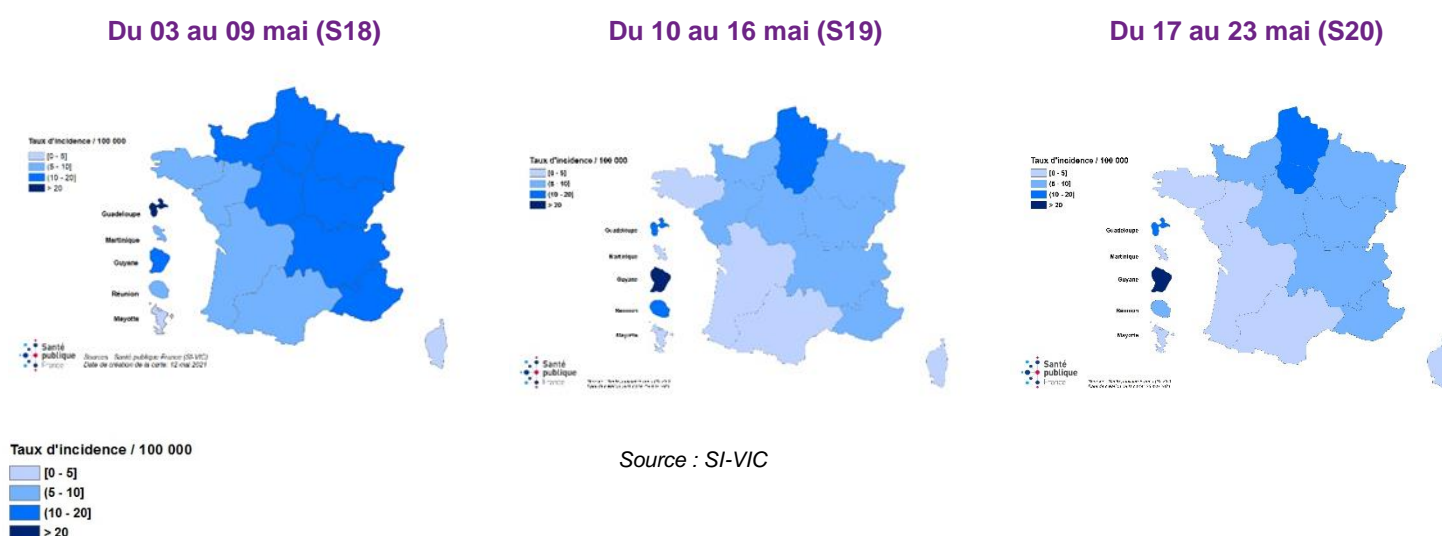 Du 03 au 09 mai (S18)
Taux d'incidence / 100 000
[0 - 5]
(5 - 10]
(10 - 20]
> 20
Guadeloupe
Martinique
Guyane
Réunion
Mayotte
Santé
publique
France
Sources : Santé publique France (SI-VIC)
Date de création de la carte: 12 mai 2021
Du 10 au 16 mai (S19)
Taux d'incidence / 100 000
[0 - 5]
(5 - 10]
(10 - 20]
> 20
Guadeloupe
Martinique
Guyane
Réunion
Mayotte
Santé
publique
France
Du 17 au 23 mai (S20)
Taux d'incidence / 100 000
[0 - 5]
(5 - 10]
(10 - 20]
> 20
Guadeloupe
Martinique
Guyane
Réunion
Mayotte
Santé
publique
France
Taux d'incidence / 100 000
[0 - 5]
(5 - 10]
(10 - 20]
> 20
Source : SI-VIC